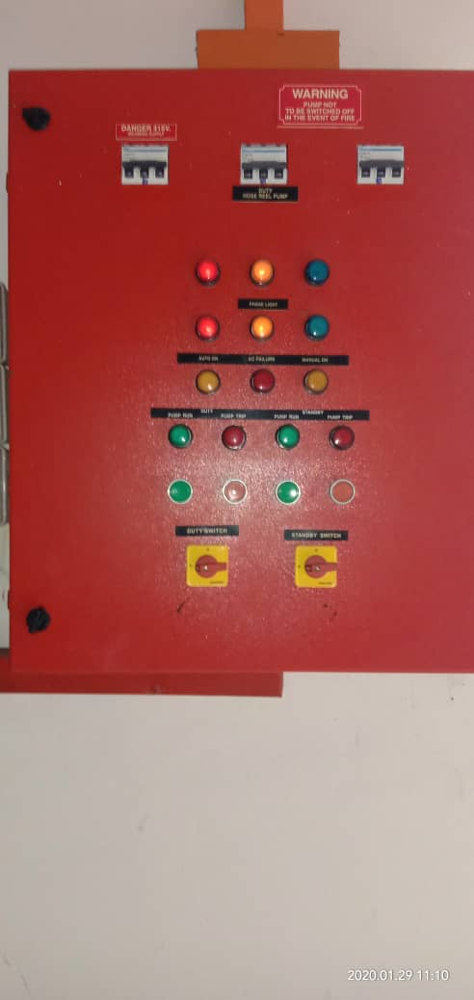 WARNING
PUMP NOT
TO BE SWITCHED OFF
IN THE EVENT OF FIRE
DANGER 415V.
DUTY
HOSE REEL PUMP
PHASE LIGHT
AUTO ON AC FAILURE MANUAL ON
DUTY STANDBY
PUMP RUN PUMP TRIP PUMP RUN PUMP TRIP
DUTY SWITCH STANDBY SWITCH
2020.01.29 11:10